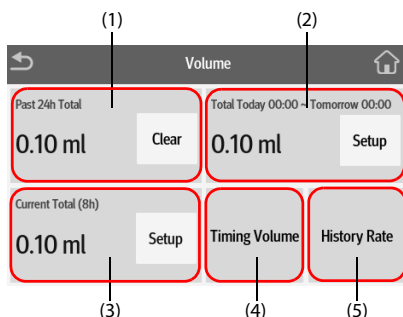 (1)
(2)
Volume
Past 24h Total
0.10 ml
Clear
Total Today 00:00 ~ Tomorrow 00:00
0.10 ml
Setup
Current Total (8h)
0.10 ml
Setup
Timing Volume
History Rate
(3)
(4)
(5)